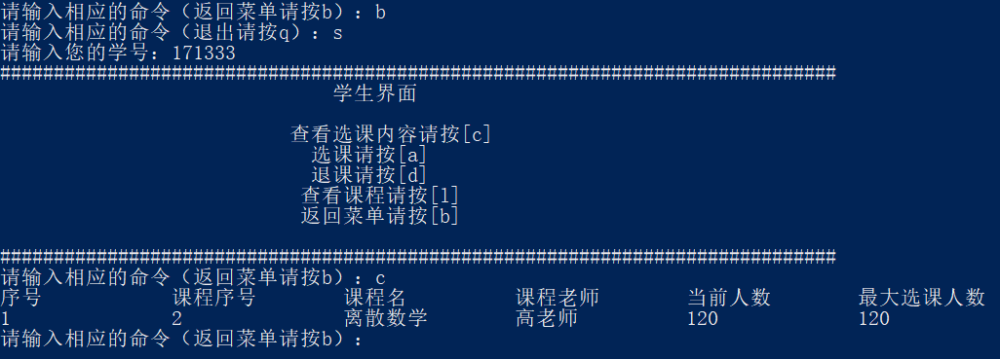 请输入相应的命令（返回菜单请按b）：b
请输入相应的命令（退出请按q）：s
请输入您的学号：171333
##############################################################################
学生界面
查看选课内容请按[c]
选课请按[a]
退课请按[d]
查看课程请按[l]
返回菜单请按[b]
##############################################################################
请输入相应的命令（返回菜单请按b）：c
序号 课程序号 课程名 课程老师 当前人数 最大选课人数
1 2 离散数学 高老师 120 120
请输入相应的命令（返回菜单请按b）：